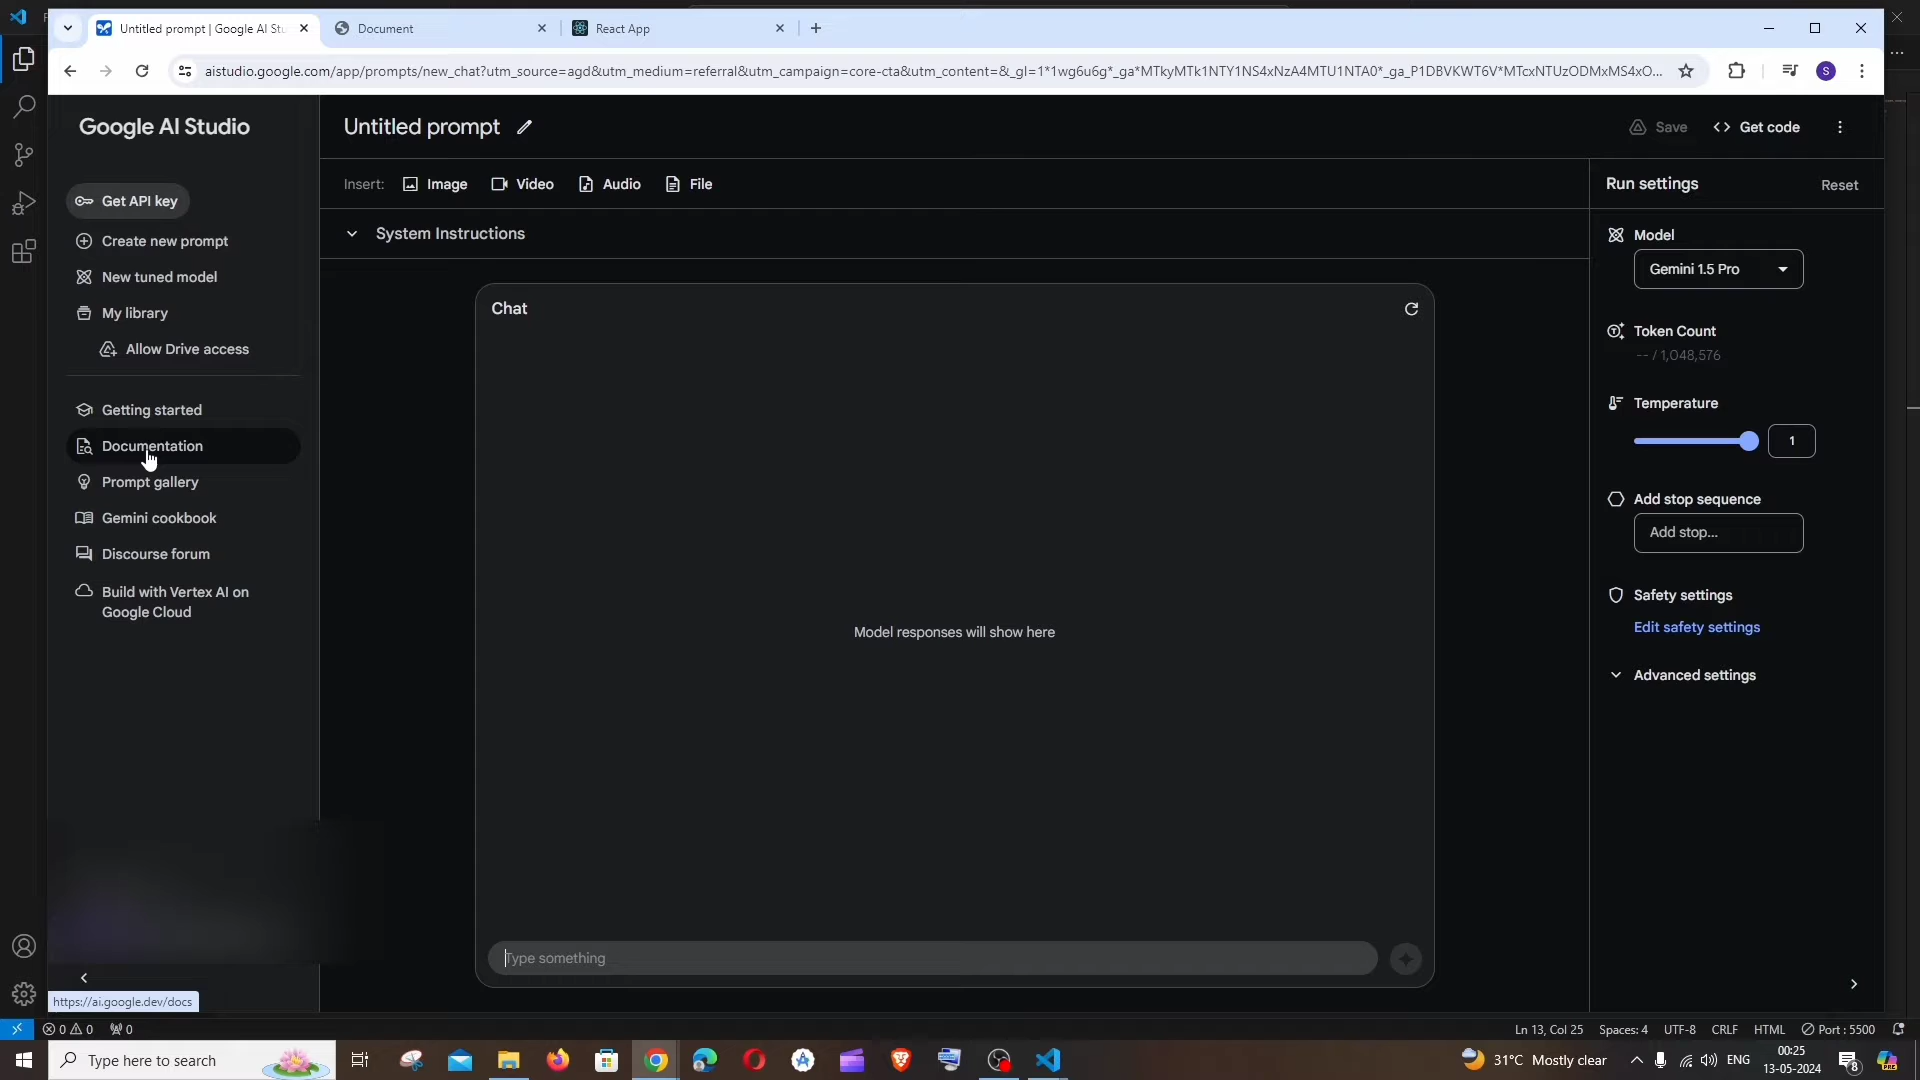 Untitled prompt | Google AI Stu
Document
React App
aistudio.google.com/app/prompts/new_chat?utm_source=agd&utm_medium=referral&utm_campaign=core-cta&utm_content=&_gl=1*1wg6u6g*_ga*MTkyMTk1NTY1NS4xNzA4MTU1NTA0*_ga_P1DBVKWT6V*MTcxNTUzODMxMS4xO...
S
Google AI Studio
Untitled prompt
Save
Get code
Get API key
Create new prompt
New tuned model
My library
Allow Drive access
Getting started
Documentation
Prompt gallery
Gemini cookbook
Discourse forum
Build with Vertex AI on
Google Cloud
Insert:
Image
Video
Audio
File
System Instructions
Chat
Model responses will show here
Type something
Run settings
Reset
Model
Gemini 1.5 Pro
Token Count
-- / 1,048,576
Temperature
1
Add stop sequence
Add stop...
Safety settings
Edit safety settings
Advanced settings
https://ai.google.dev/docs
0 0 0
Ln 13, Col 25 Spaces: 4 UTF-8 CRLF HTML Port : 5500
Type here to search
31°C Mostly clear
ENG
00:25
13-05-2024
8
PRE